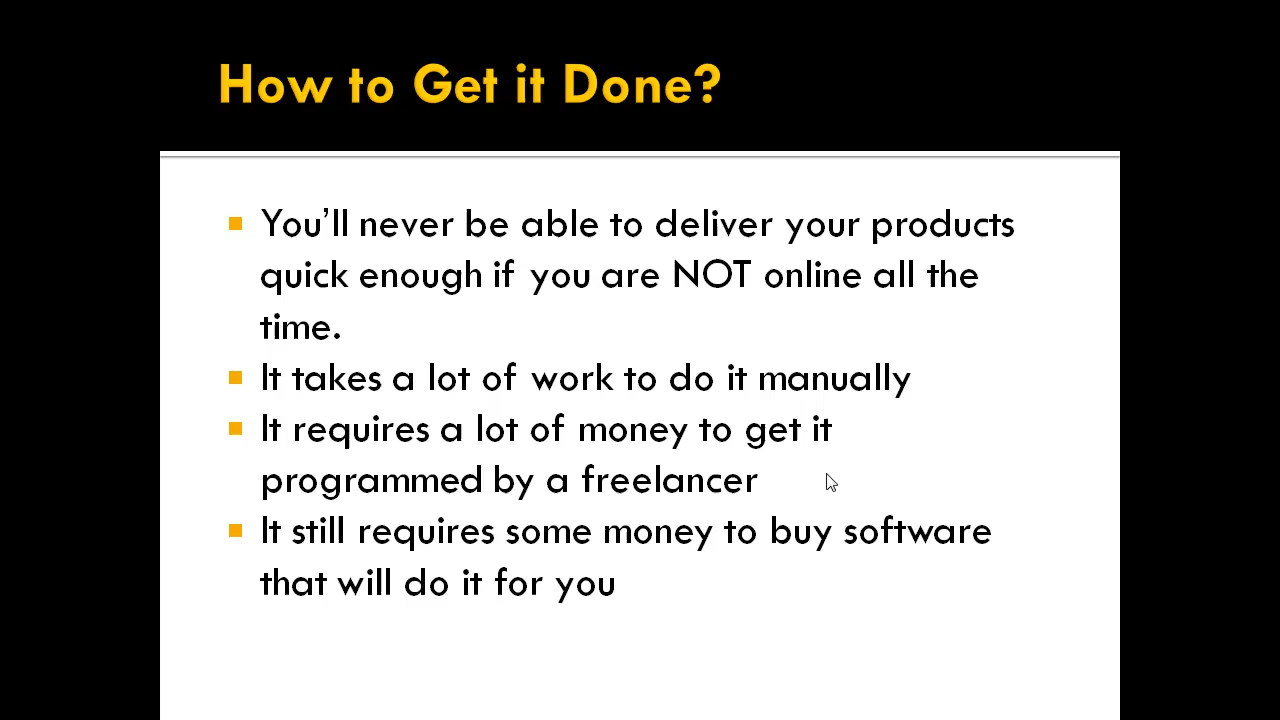 How to Get it Done?
You’ll never be able to deliver your products
quick enough if you are NOT online all the
time.
It takes a lot of work to do it manually
It requires a lot of money to get it
programmed by a freelancer
It still requires some money to buy software
that will do it for you